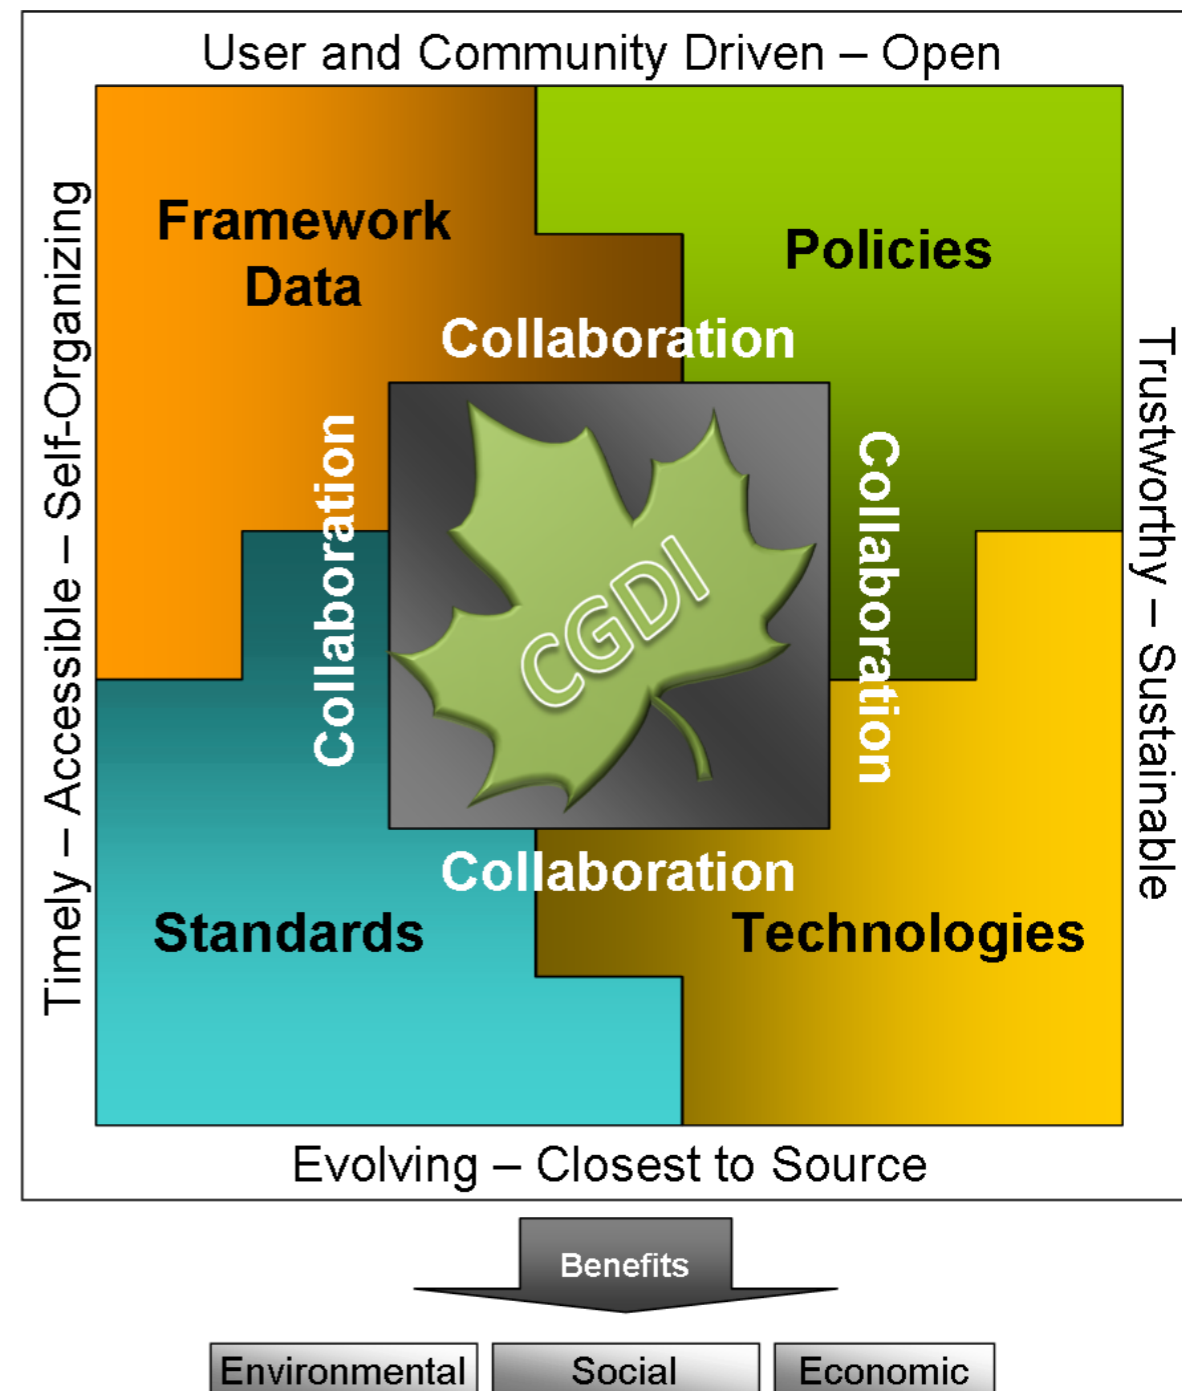 User and Community Driven – Open
Timely – Accessible – Self-Organizing
Framework
Data
Policies
Trustworthy – Sustainable
Collaboration
Collaboration
CGDI
Collaboration
Collaboration
Standards
Technologies
Evolving – Closest to Source
Benefits
Environmental
Social
Economic